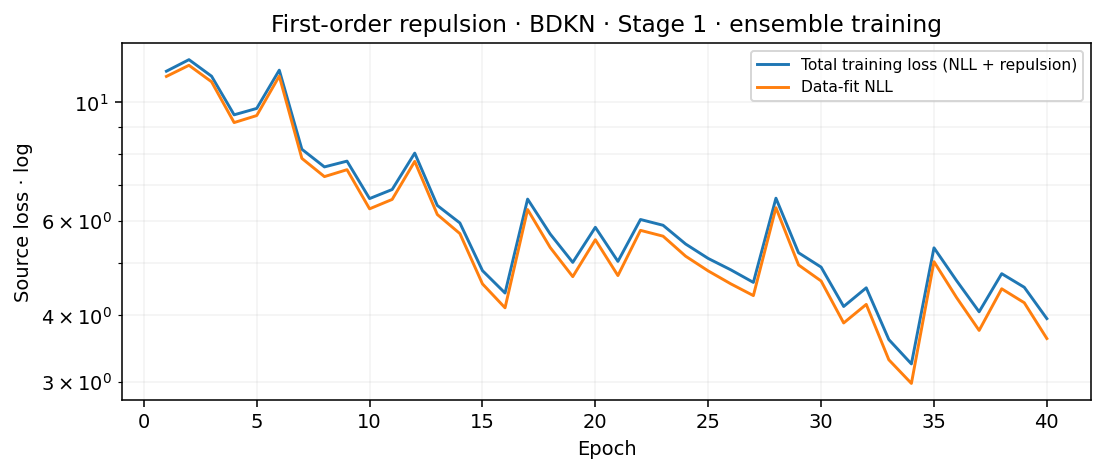 First-order repulsion · BDKN · Stage 1 · ensemble training
Total training loss (NLL + repulsion)
Data-fit NLL
Source loss · log
10¹
6 × 10⁰
4 × 10⁰
3 × 10⁰
0 5 10 15 20 25 30 35 40
Epoch